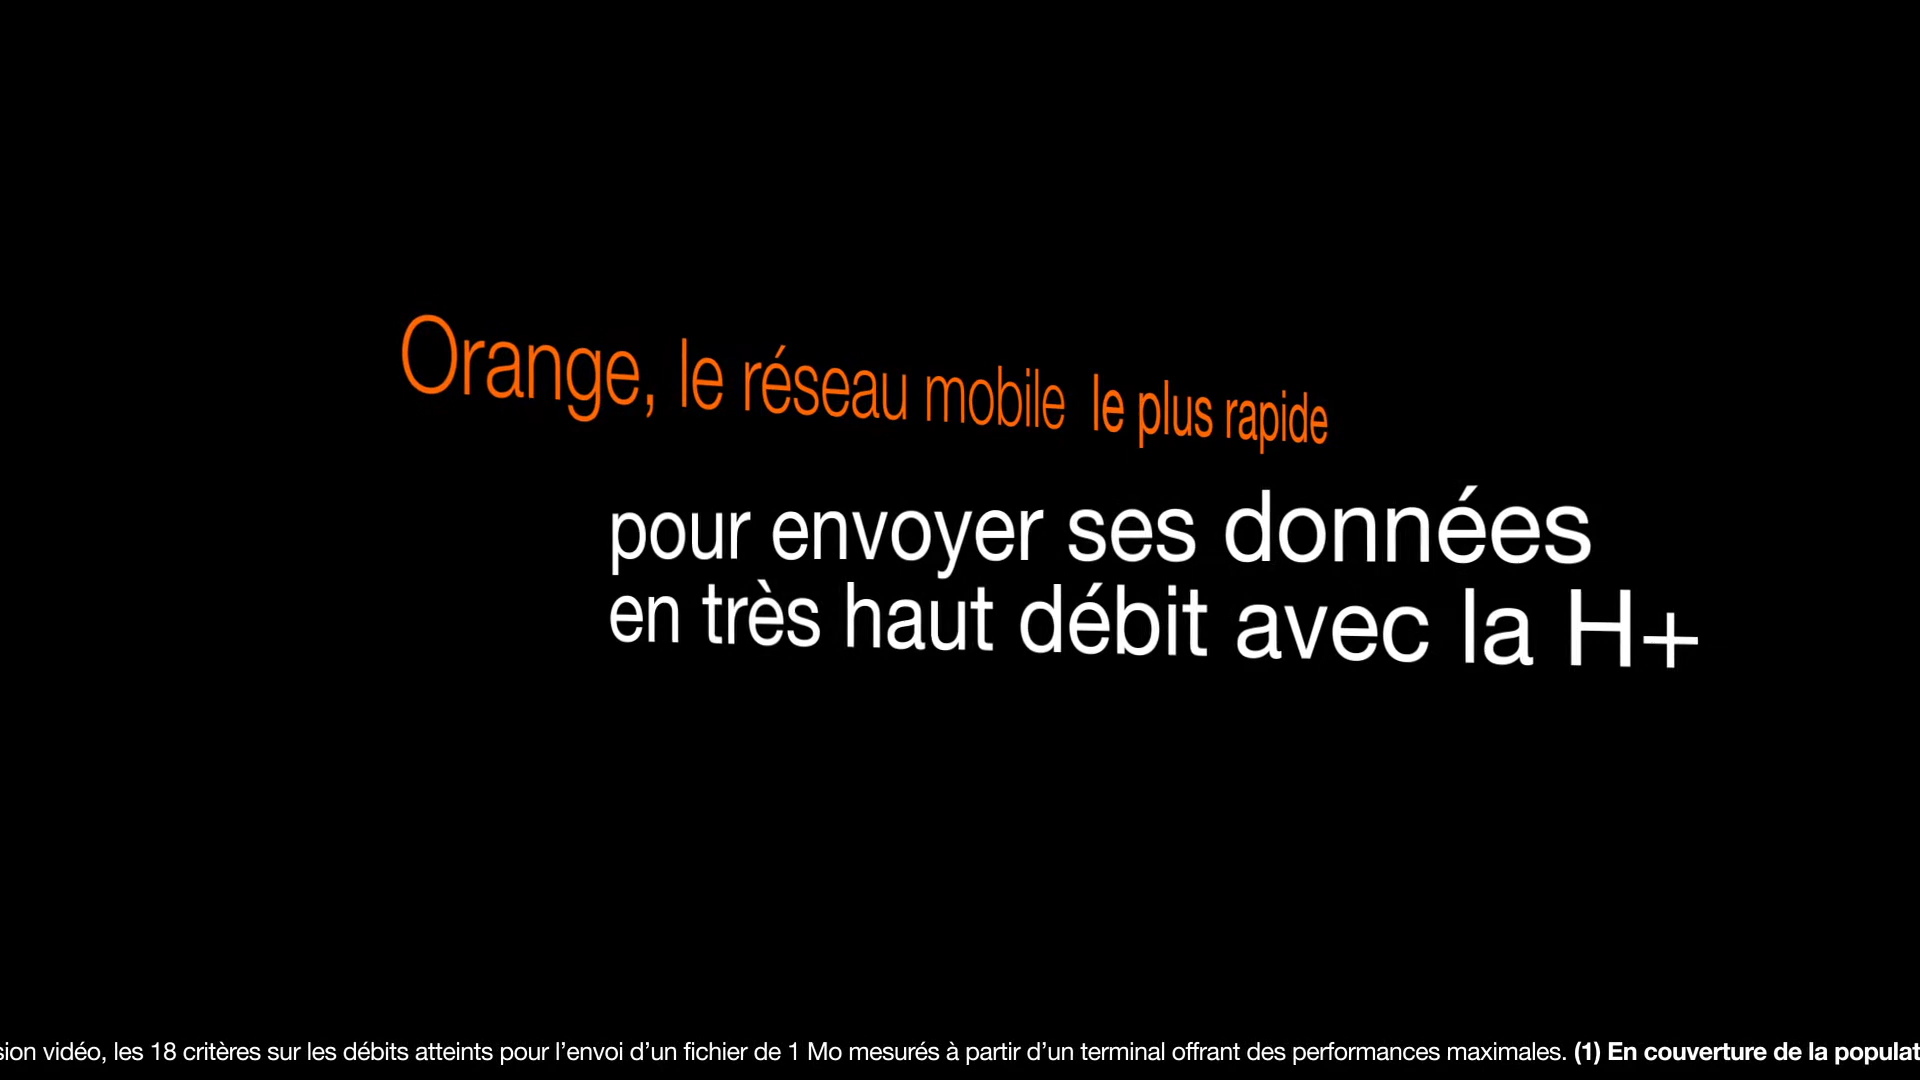 Orange, le réseau mobile le plus rapide
pour envoyer ses données
en très haut débit avec la H+
sion vidéo, les 18 critères sur les débits atteints pour l’envoi d’un fichier de 1 Mo mesurés à partir d’un terminal offrant des performances maximales. (1) En couverture de la populat